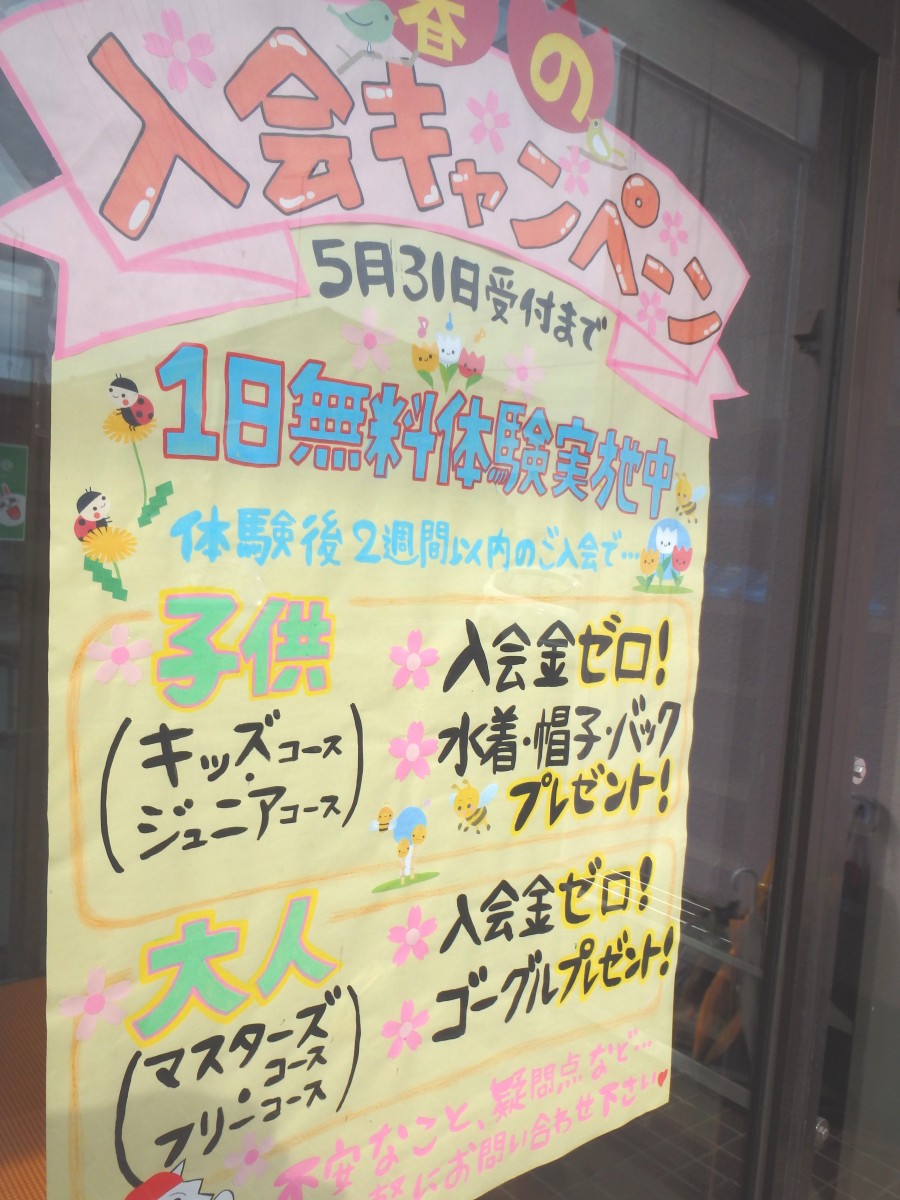 春の
入会キャンペーン
5月31日受付まで
1日無料体験実施中
体験後2週間以内のご入会で…
子供
(キッズコース・
ジュニアコース)
入会金ゼロ!
水着・帽子・バック
プレゼント!
大人
(マスターズ
コース・
フリーコース)
入会金ゼロ!
ゴーグルプレゼント!
不安なこと、疑問点など…
軽にお問い合わせ下さい♥